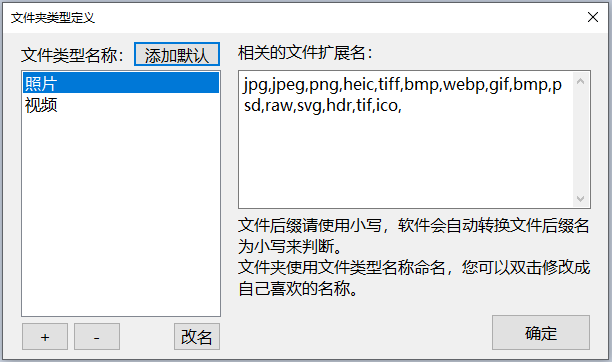 文件夹类型定义
文件类型名称：
添加默认
相关的文件扩展名：
照片
视频
jpg,jpeg,png,heic,tiff,bmp,webp,gif,bmp,p
sd,raw,svg,hdr,tif,ico,
文件后缀请使用小写，软件会自动转换文件后缀名
为小写来判断。
文件夹使用文件类型名称命名，您可以双击修改成
自己喜欢的名称。
+
-
改名
确定